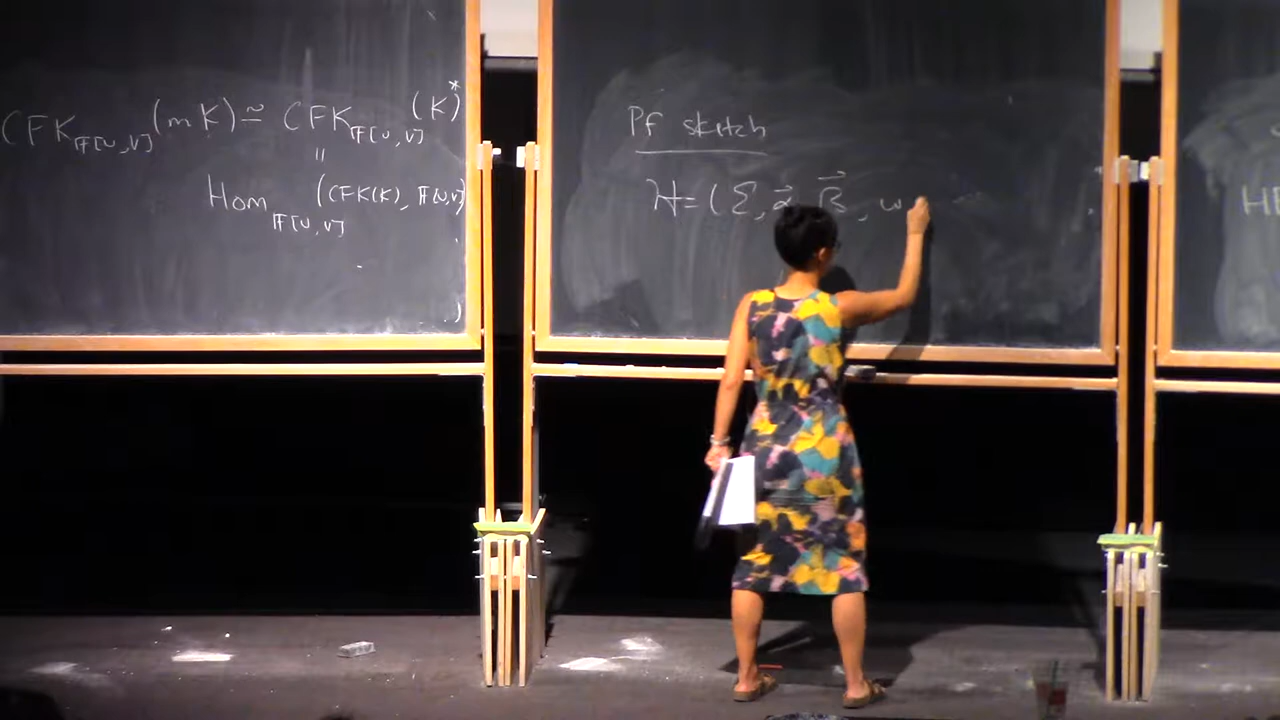 CFK_{𝔽[U,V]}(mK) ≃ CFK_{𝔽[U,V]}(K)^*
=
Hom_{𝔽[U,V]}(CFK(K), 𝔽[U,V])
Pf sketch
H = (Σ, α⃗, β⃗, w